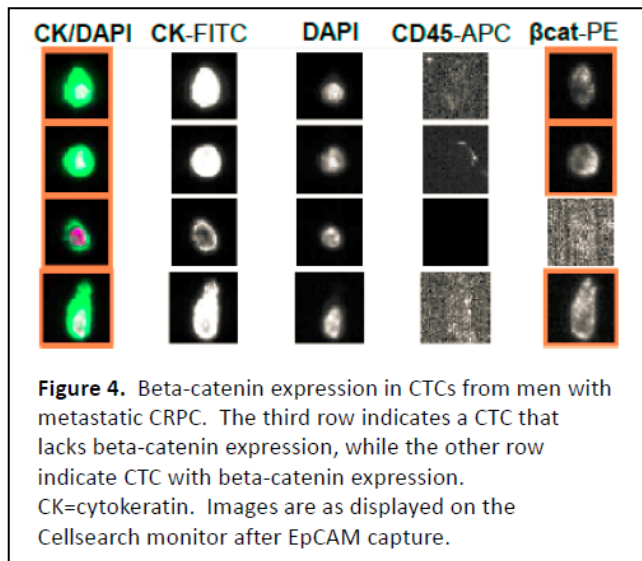 CK/DAPI CK-FITC DAPI CD45-APC βcat-PE
Figure 4. Beta-catenin expression in CTCs from men with
metastatic CRPC. The third row indicates a CTC that
lacks beta-catenin expression, while the other row
indicate CTC with beta-catenin expression.
CK=cytokeratin. Images are as displayed on the
Cellsearch monitor after EpCAM capture.